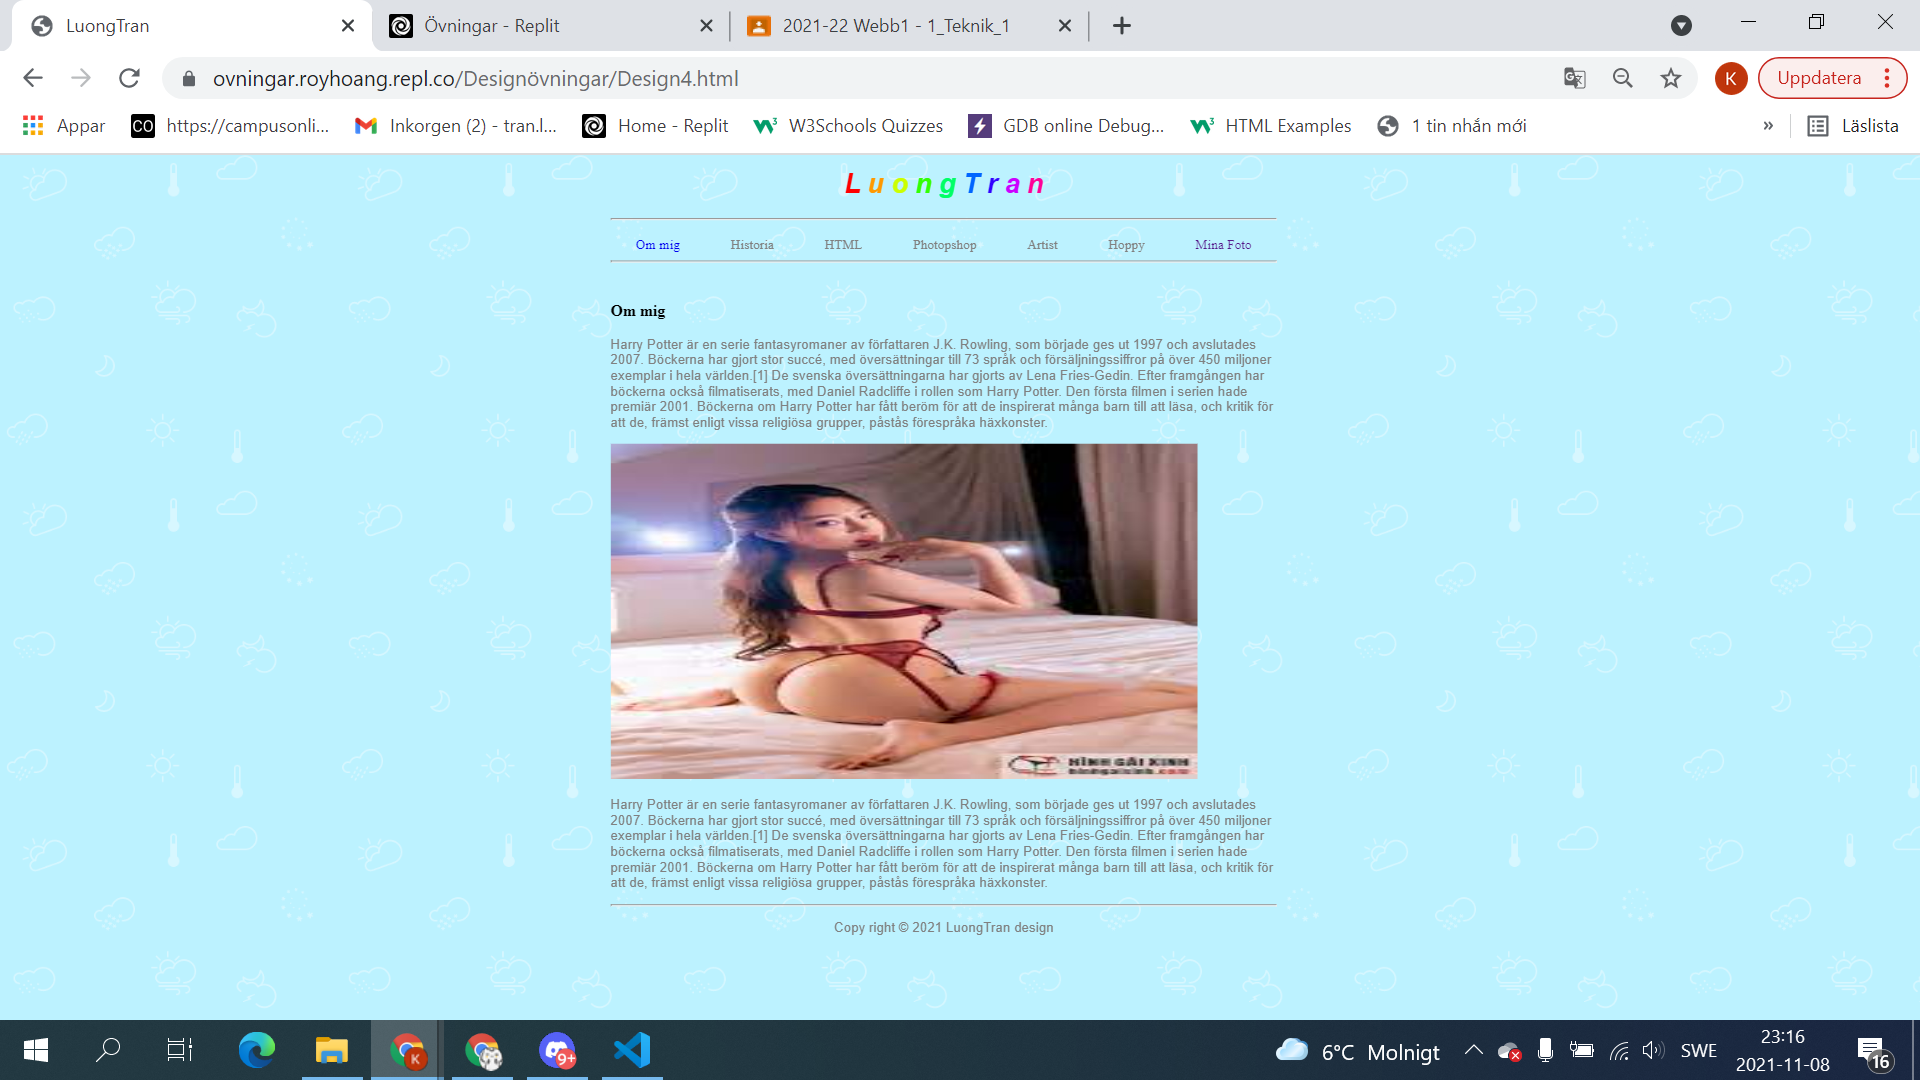 LuongTran
Övningar - Replit
2021-22 Webb1 - 1_Teknik_1
ovningar.royhoang.repl.co/Designövningar/Design4.html
K
Uppdatera
Appar
CO
https://campusonli...
Inkorgen (2) - tran.l...
Home - Replit
W3Schools Quizzes
GDB online Debug...
HTML Examples
1 tin nhắn mới
»
Läslista
LuongTran
Om mig
Historia
HTML
Photopshop
Artist
Hoppy
Mina Foto
Om mig
Harry Potter är en serie fantasyromaner av författaren J.K. Rowling, som började ges ut 1997 och avslutades
2007. Böckerna har gjort stor succé, med översättningar till 73 språk och försäljningssiffror på över 450 miljoner
exemplar i hela världen.[1] De svenska översättningarna har gjorts av Lena Fries-Gedin. Efter framgången har
böckerna också filmatiserats, med Daniel Radcliffe i rollen som Harry Potter. Den första filmen i serien hade
premiär 2001. Böckerna om Harry Potter har fått beröm för att de inspirerat många barn till att läsa, och kritik för
att de, främst enligt vissa religiösa grupper, påstås förespråka häxkonster.
HÌNH GÁI XINH
hinhgaixinh.com
Harry Potter är en serie fantasyromaner av författaren J.K. Rowling, som började ges ut 1997 och avslutades
2007. Böckerna har gjort stor succé, med översättningar till 73 språk och försäljningssiffror på över 450 miljoner
exemplar i hela världen.[1] De svenska översättningarna har gjorts av Lena Fries-Gedin. Efter framgången har
böckerna också filmatiserats, med Daniel Radcliffe i rollen som Harry Potter. Den första filmen i serien hade
premiär 2001. Böckerna om Harry Potter har fått beröm för att de inspirerat många barn till att läsa, och kritik för
att de, främst enligt vissa religiösa grupper, påstås förespråka häxkonster.
Copy right © 2021 LuongTran design
K
9+
6°C Molnigt
SWE
23:16
2021-11-08
16